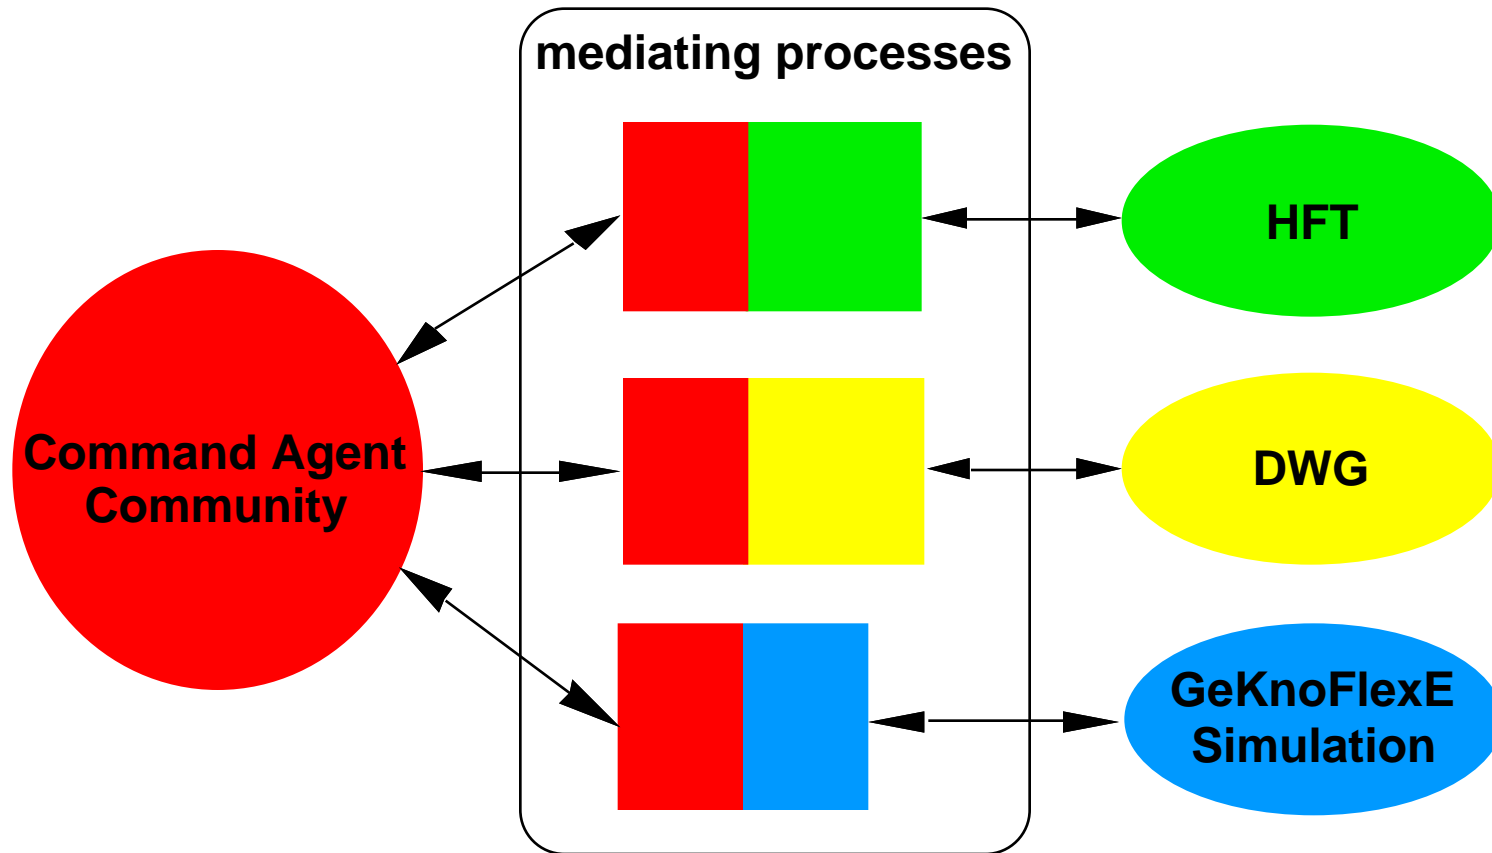 mediating processes
HFT
Command Agent
Community
DWG
GeKnoFlexE
Simulation